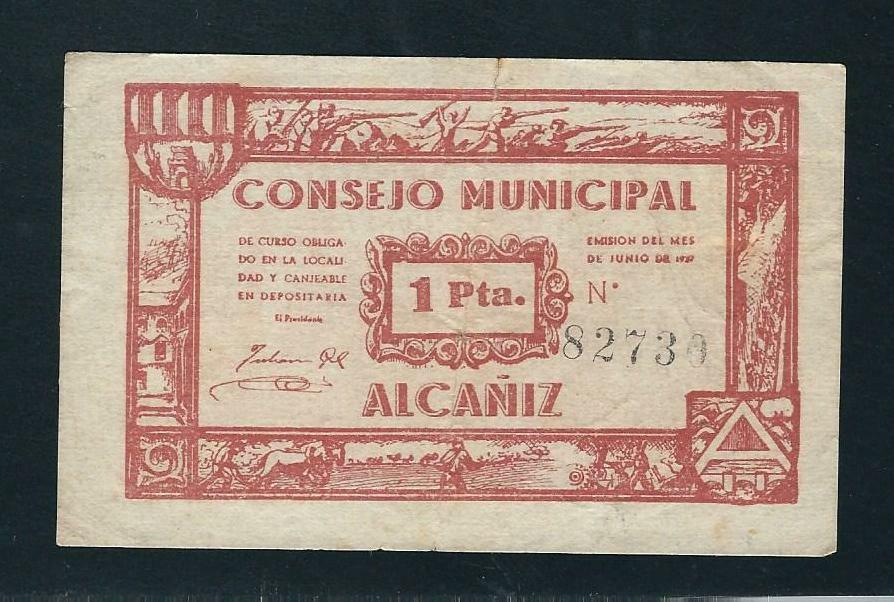 CONSEJO MUNICIPAL
DE CURSO OBLIGA-
DO EN LA LOCALI-
DAD Y CANJEABLE
EN DEPOSITARIA
El Presidente
1 Pta.
EMISION DEL MES
DE JUNIO DE 1937
N.º
82730
ALCAÑIZ